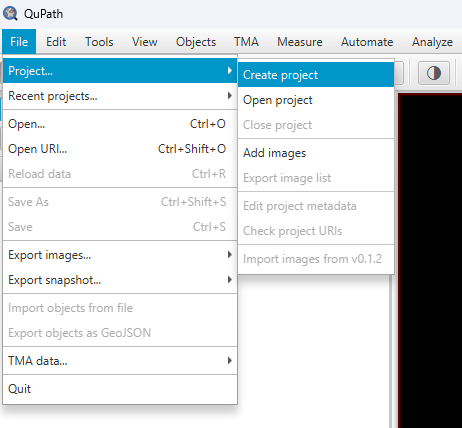 QuPath
File Edit Tools View Objects TMA Measure Automate Analyze
Project...
Recent projects...
Open... Ctrl+O
Open URI... Ctrl+Shift+O
Reload data Ctrl+R
Save As Ctrl+Shift+S
Save Ctrl+S
Export images...
Export snapshot...
Import objects from file
Export objects as GeoJSON
TMA data...
Quit
Create project
Open project
Close project
Add images
Export image list
Edit project metadata
Check project URIs
Import images from v0.1.2